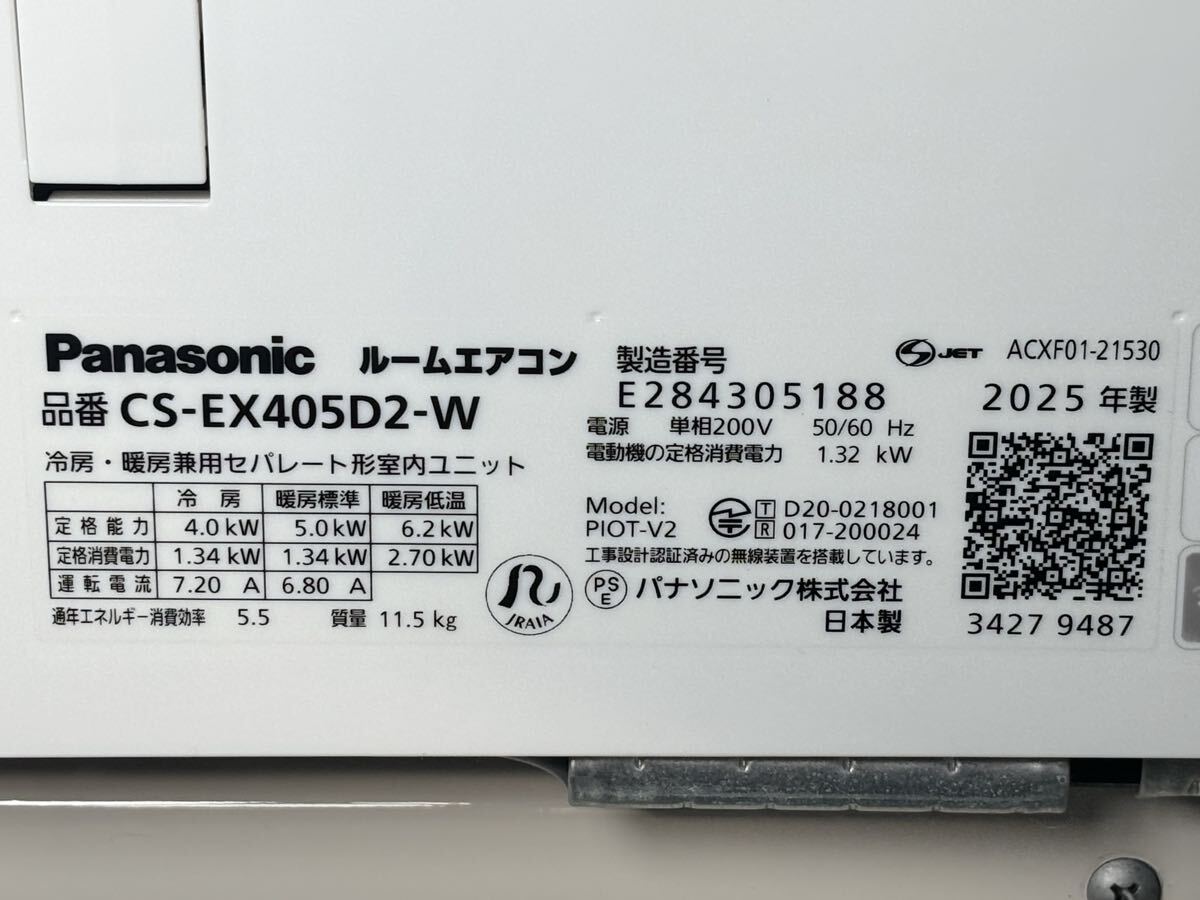 Panasonic ルームエアコン
品番 CS-EX405D2-W
冷房・暖房兼用セパレート形室内ユニット
冷 房 暖房標準 暖房低温
定格能力 4.0 kW 5.0 kW 6.2 kW
定格消費電力 1.34 kW 1.34 kW 2.70 kW
運転電流 7.20 A 6.80 A
通年エネルギー消費効率 5.5 質量 11.5 kg
JRAIA
製造番号
E284305188
電源 単相200V 50/60 Hz
電動機の定格消費電力 1.32 kW
Model:
PIOT-V2
T D20-0218001
R 017-200024
工事設計認証済みの無線装置を搭載しています。
PSE パナソニック株式会社
日本製
JET ACXF01-21530
2025 年製
3427 9487